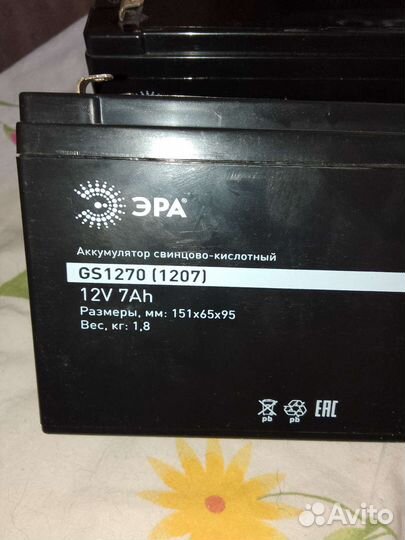 ЭРА®
Аккумулятор свинцово-кислотный
GS1270 (1207)
12V 7Ah
Размеры, мм: 151x65x95
Вес, кг: 1,8
pb pb EAC
Avito